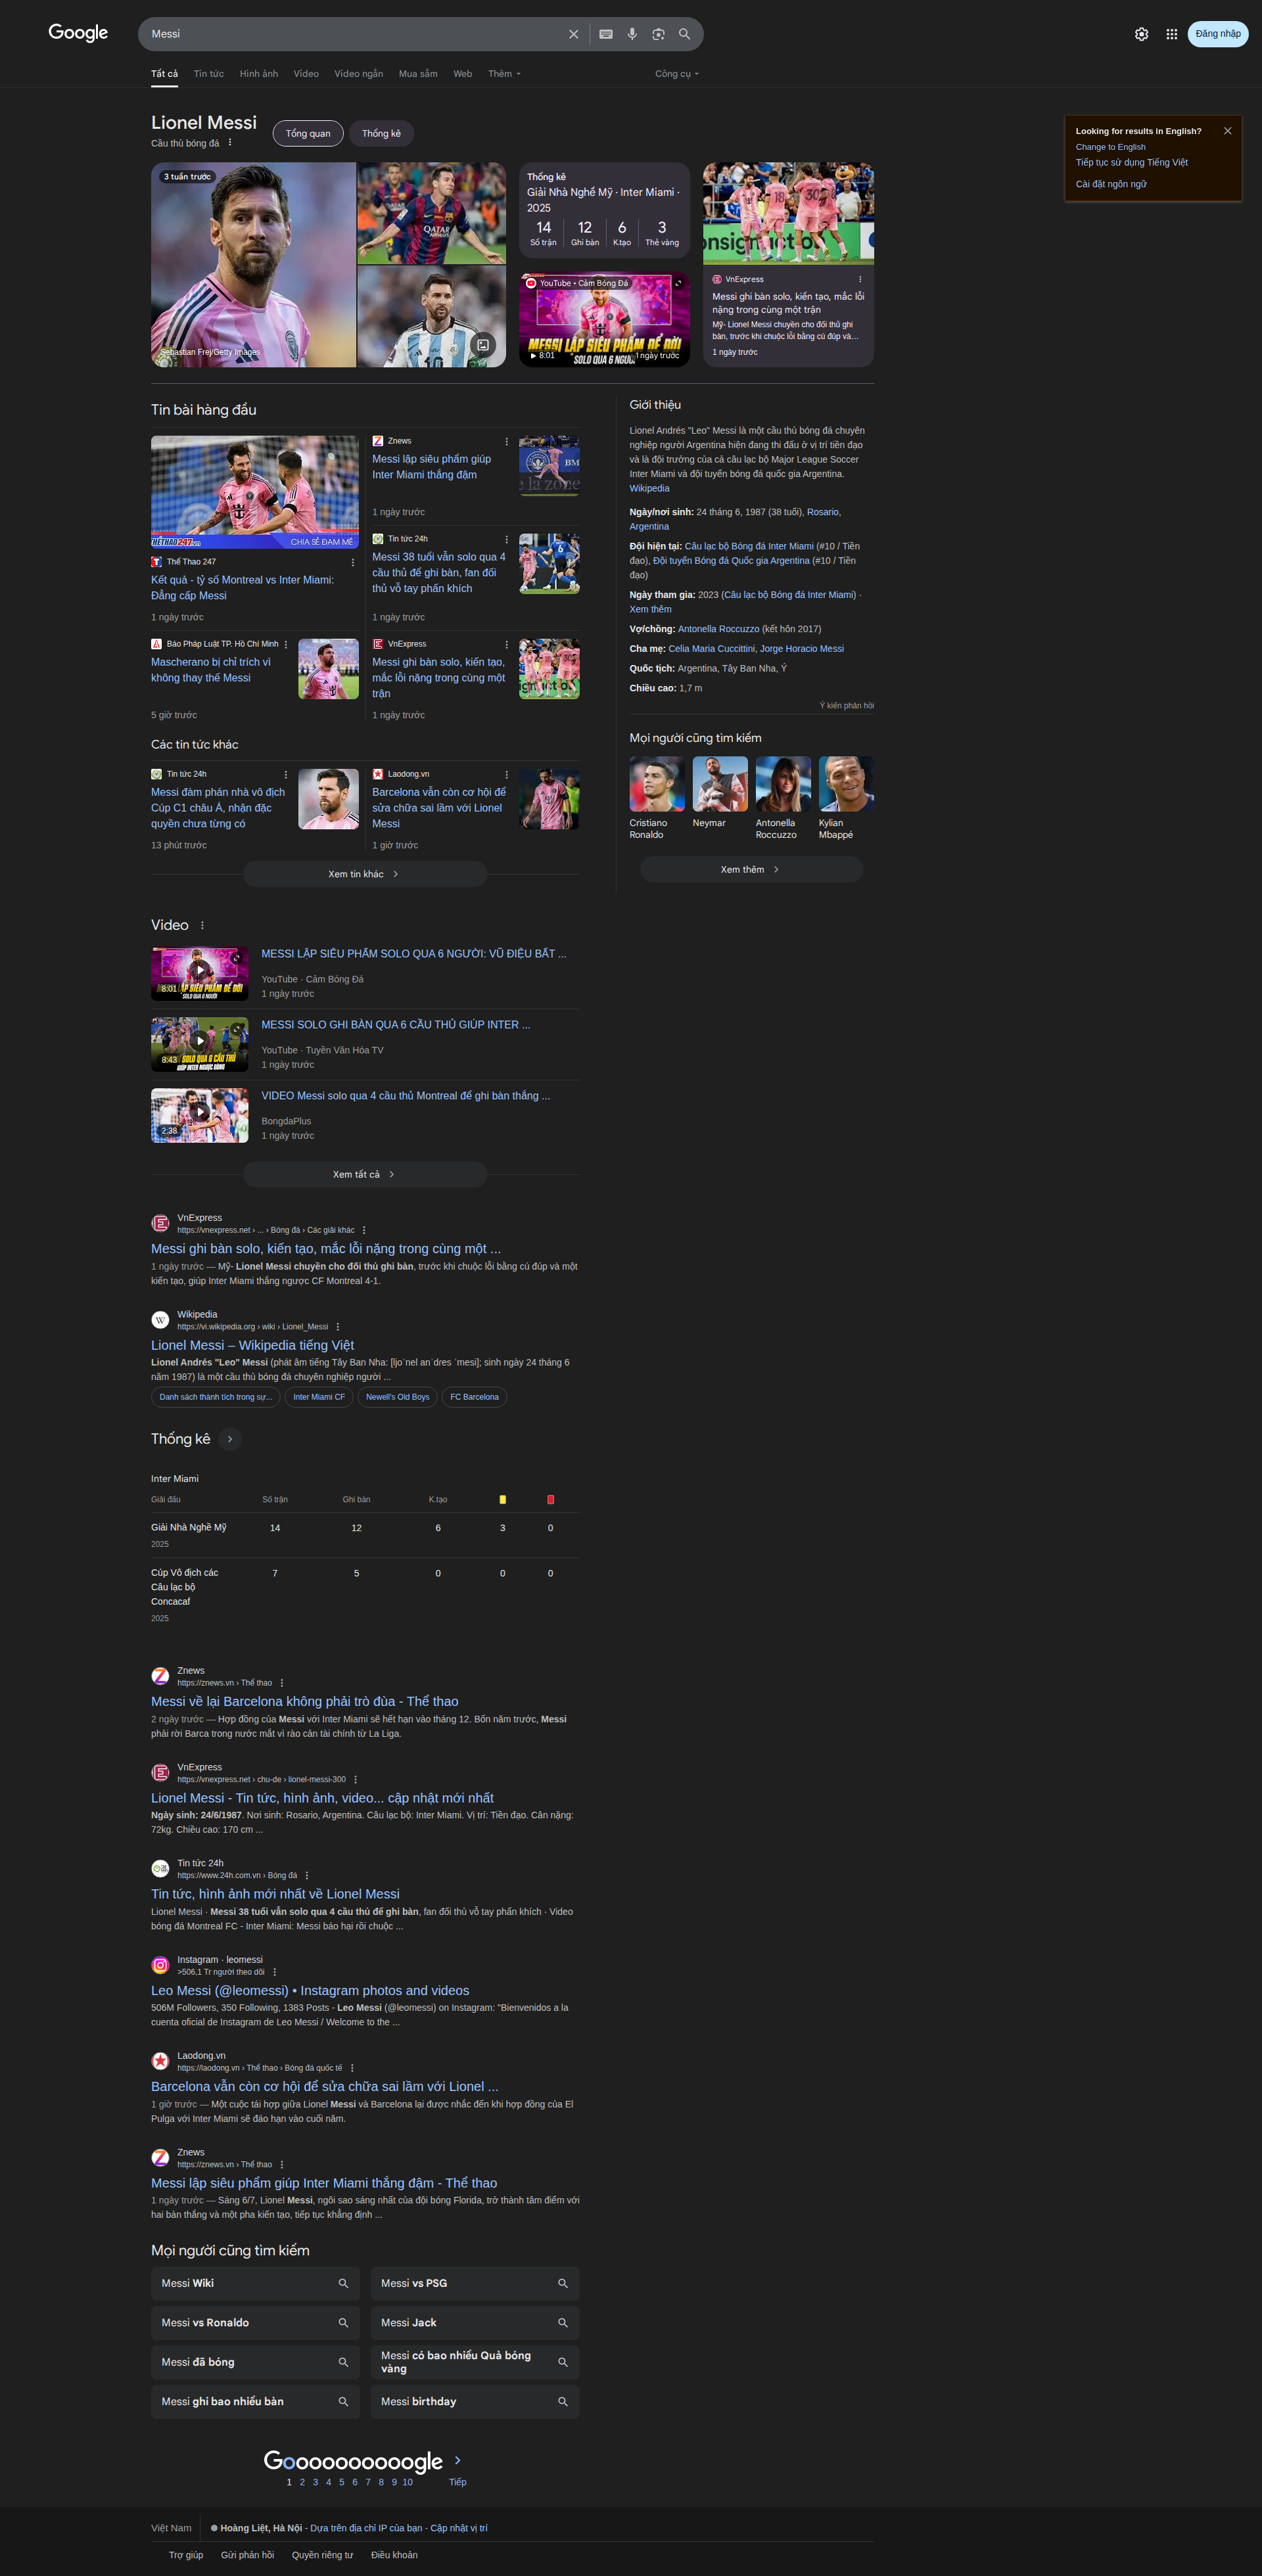 Google
Messi
Đăng nhập
Tất cả
Tin tức
Hình ảnh
Video
Video ngắn
Mua sắm
Web
Thêm
Công cụ
Lionel Messi
Cầu thủ bóng đá
Tổng quan
Thống kê
Looking for results in English?
Change to English
Tiếp tục sử dụng Tiếng Việt
Cài đặt ngôn ngữ
3 tuần trước
Sebastian Frej/Getty Images
Thống kê
Giải Nhà Nghề Mỹ · Inter Miami ·
2025
14
12
6
3
Số trận
Ghi bàn
K.tạo
Thẻ vàng
YouTube • Cảm Bóng Đá
MESSI LẬP SIÊU PHẨM ĐỂ ĐỜI
SOLO QUA 6 NGƯỜI
8:01
1 ngày trước
VnExpress
Messi ghi bàn solo, kiến tạo, mắc lỗi
nặng trong cùng một trận
Mỹ- Lionel Messi chuyền cho đối thủ ghi
bàn, trước khi chuộc lỗi bằng cú đúp và...
1 ngày trước
Tin bài hàng đầu
THETHAO247.vn
CHIA SẺ ĐAM MÊ
Thể Thao 247
Kết quả - tỷ số Montreal vs Inter Miami:
Đẳng cấp Messi
1 ngày trước
Znews
Messi lập siêu phẩm giúp
Inter Miami thắng đậm
1 ngày trước
Tin tức 24h
Messi 38 tuổi vẫn solo qua 4
cầu thủ để ghi bàn, fan đối
thủ vỗ tay phấn khích
1 ngày trước
Báo Pháp Luật TP. Hồ Chí Minh
Mascherano bị chỉ trích vì
không thay thế Messi
5 giờ trước
VnExpress
Messi ghi bàn solo, kiến tạo,
mắc lỗi nặng trong cùng một
trận
1 ngày trước
Các tin tức khác
Tin tức 24h
Messi đàm phán nhà vô địch
Cúp C1 châu Á, nhận đặc
quyền chưa từng có
13 phút trước
Laodong.vn
Barcelona vẫn còn cơ hội để
sửa chữa sai lầm với Lionel
Messi
1 giờ trước
Xem tin khác
Giới thiệu
Lionel Andrés "Leo" Messi là một cầu thủ bóng đá chuyên
nghiệp người Argentina hiện đang thi đấu ở vị trí tiền đạo
và là đội trưởng của cả câu lạc bộ Major League Soccer
Inter Miami và đội tuyển bóng đá quốc gia Argentina.
Wikipedia
Ngày/nơi sinh: 24 tháng 6, 1987 (38 tuổi), Rosario,
Argentina
Đội hiện tại: Câu lạc bộ Bóng đá Inter Miami (#10 / Tiền
đạo), Đội tuyển Bóng đá Quốc gia Argentina (#10 / Tiền
đạo)
Ngày tham gia: 2023 (Câu lạc bộ Bóng đá Inter Miami) ·
Xem thêm
Vợ/chồng: Antonella Roccuzzo (kết hôn 2017)
Cha mẹ: Celia Maria Cuccittini, Jorge Horacio Messi
Quốc tịch: Argentina, Tây Ban Nha, Ý
Chiều cao: 1,7 m
Ý kiến phản hồi
Mọi người cũng tìm kiếm
Cristiano
Ronaldo
Neymar
Antonella
Roccuzzo
Kylian
Mbappé
Xem thêm
Video
8:01
MESSI LẬP SIÊU PHẨM SOLO QUA 6 NGƯỜI: VŨ ĐIỆU BẤT ...
YouTube · Cảm Bóng Đá
1 ngày trước
8:43
MESSI SOLO GHI BÀN QUA 6 CẦU THỦ GIÚP INTER ...
YouTube · Tuyền Văn Hóa TV
1 ngày trước
2:38
VIDEO Messi solo qua 4 cầu thủ Montreal để ghi bàn thắng ...
BongdaPlus
1 ngày trước
Xem tất cả
VnExpress
https://vnexpress.net › ... › Bóng đá › Các giải khác
Messi ghi bàn solo, kiến tạo, mắc lỗi nặng trong cùng một ...
1 ngày trước — Mỹ- Lionel Messi chuyền cho đối thủ ghi bàn, trước khi chuộc lỗi bằng cú đúp và một
kiến tạo, giúp Inter Miami thắng ngược CF Montreal 4-1.
Wikipedia
https://vi.wikipedia.org › wiki › Lionel_Messi
Lionel Messi – Wikipedia tiếng Việt
Lionel Andrés "Leo" Messi (phát âm tiếng Tây Ban Nha: [ljoˈnel anˈdɾes ˈmesi]; sinh ngày 24 tháng 6
năm 1987) là một cầu thủ bóng đá chuyên nghiệp người ...
Danh sách thành tích trong sự...
Inter Miami CF
Newell's Old Boys
FC Barcelona
Thống kê
Inter Miami
Giải đấu
Số trận
Ghi bàn
K.tạo
Giải Nhà Nghề Mỹ
14
12
6
3
0
2025
Cúp Vô địch các
Câu lạc bộ
Concacaf
7
5
0
0
0
2025
Znews
https://znews.vn › Thể thao
Messi về lại Barcelona không phải trò đùa - Thể thao
2 ngày trước — Hợp đồng của Messi với Inter Miami sẽ hết hạn vào tháng 12. Bốn năm trước, Messi
phải rời Barca trong nước mắt vì rào cản tài chính từ La Liga.
VnExpress
https://vnexpress.net › chu-de › lionel-messi-300
Lionel Messi - Tin tức, hình ảnh, video... cập nhật mới nhất
Ngày sinh: 24/6/1987. Nơi sinh: Rosario, Argentina. Câu lạc bộ: Inter Miami. Vị trí: Tiền đạo. Cân nặng:
72kg. Chiều cao: 170 cm ...
Tin tức 24h
https://www.24h.com.vn › Bóng đá
Tin tức, hình ảnh mới nhất về Lionel Messi
Lionel Messi · Messi 38 tuổi vẫn solo qua 4 cầu thủ để ghi bàn, fan đối thủ vỗ tay phấn khích · Video
bóng đá Montreal FC - Inter Miami: Messi báo hại rồi chuộc ...
Instagram · leomessi
>506,1 Tr người theo dõi
Leo Messi (@leomessi) • Instagram photos and videos
506M Followers, 350 Following, 1383 Posts - Leo Messi (@leomessi) on Instagram: "Bienvenidos a la
cuenta oficial de Instagram de Leo Messi / Welcome to the ...
Laodong.vn
https://laodong.vn › Thể thao › Bóng đá quốc tế
Barcelona vẫn còn cơ hội để sửa chữa sai lầm với Lionel ...
1 giờ trước — Một cuộc tái hợp giữa Lionel Messi và Barcelona lại được nhắc đến khi hợp đồng của El
Pulga với Inter Miami sẽ đáo hạn vào cuối năm.
Znews
https://znews.vn › Thể thao
Messi lập siêu phẩm giúp Inter Miami thắng đậm - Thể thao
1 ngày trước — Sáng 6/7, Lionel Messi, ngôi sao sáng nhất của đội bóng Florida, trở thành tâm điểm với
hai bàn thắng và một pha kiến tạo, tiếp tục khẳng định ...
Mọi người cũng tìm kiếm
Messi Wiki
Messi vs PSG
Messi vs Ronaldo
Messi Jack
Messi đã bóng
Messi có bao nhiều Quả bóng
vàng
Messi ghi bao nhiều bàn
Messi birthday
Goooooooooogle
1 2 3 4 5 6 7 8 9 10
Tiếp
Việt Nam
Hoàng Liệt, Hà Nội - Dựa trên địa chỉ IP của bạn - Cập nhật vị trí
Trợ giúp
Gửi phản hồi
Quyền riêng tư
Điều khoản